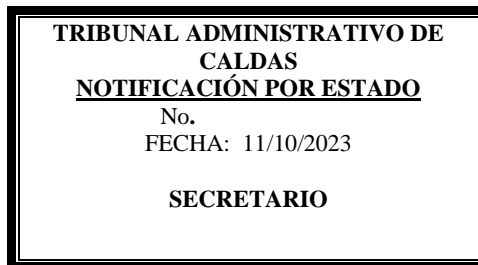 TRIBUNAL ADMINISTRATIVO DE
CALDAS
NOTIFICACIÓN POR ESTADO
No.
FECHA: 11/10/2023
SECRETARIO